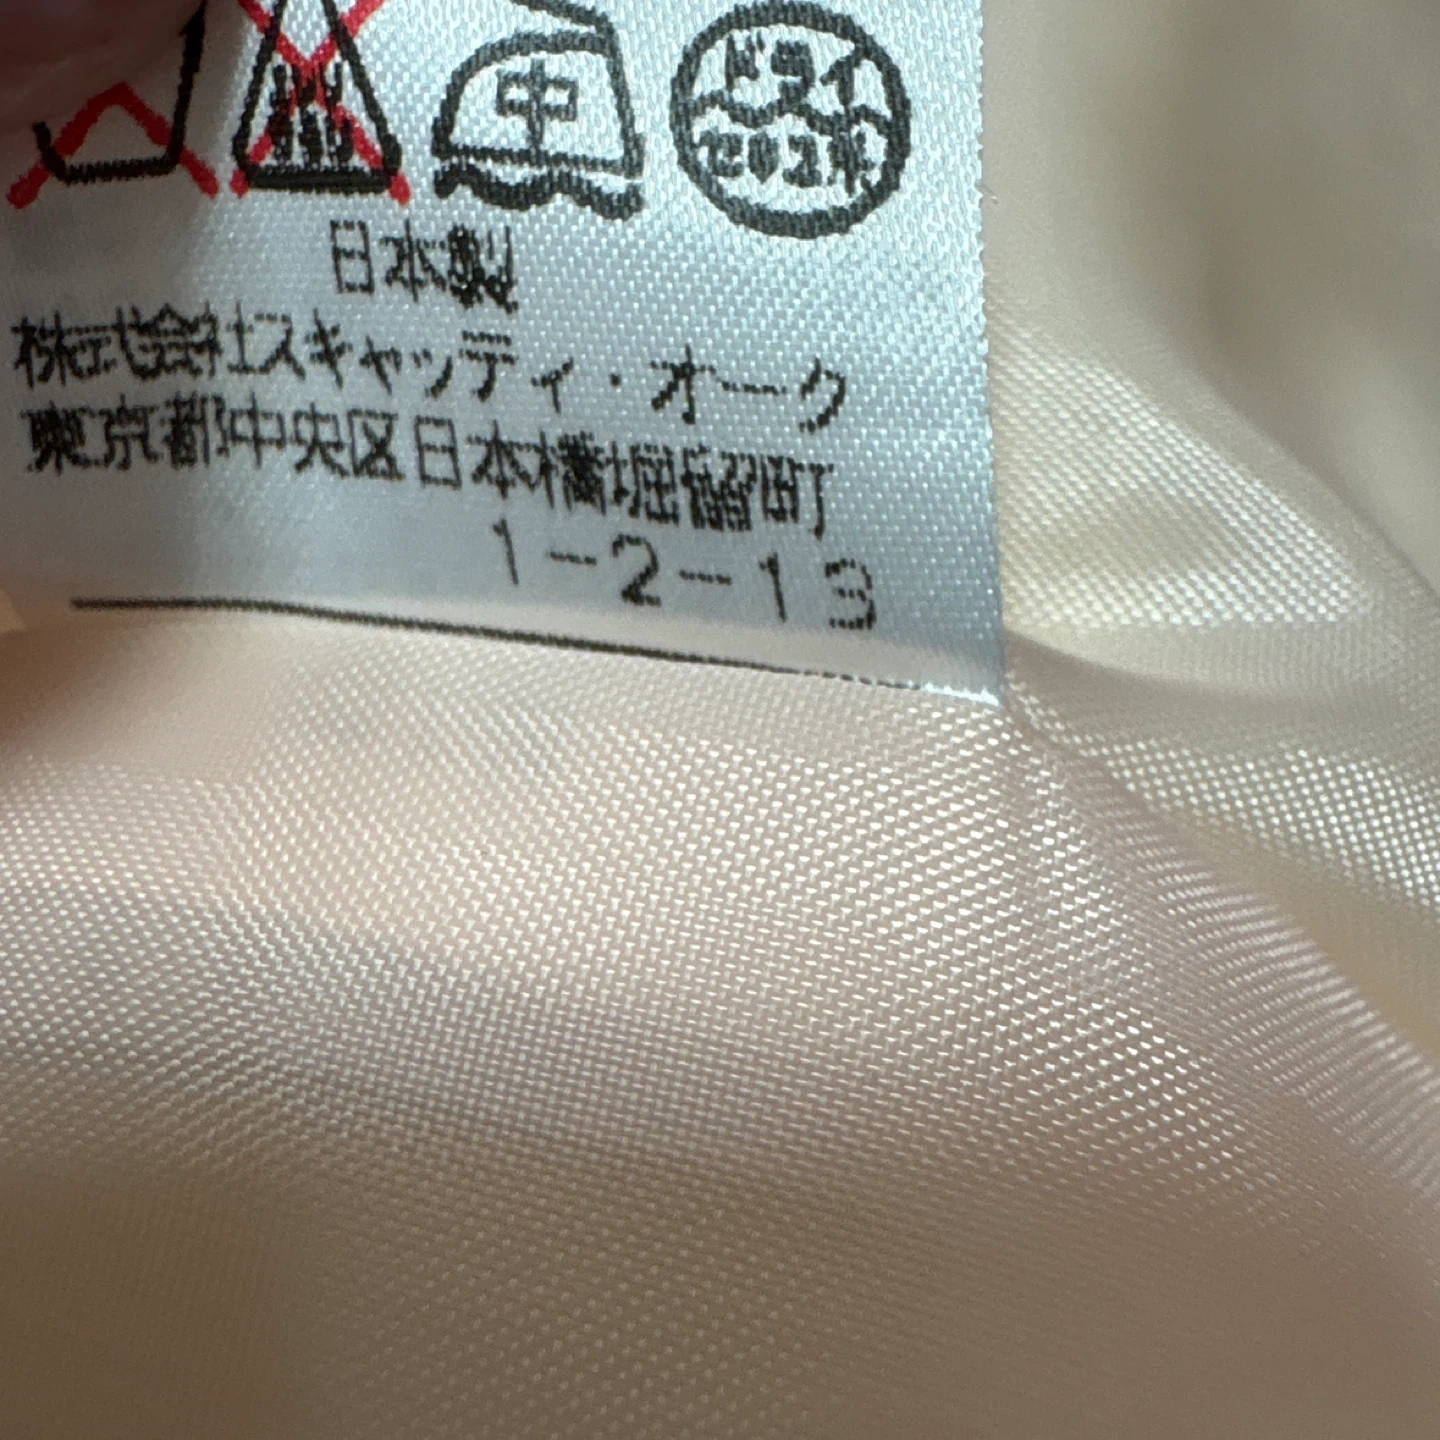 中
ドライ
セキユ系
日本製
株式会社スキャッティ・オーク
東京都中央区日本橋堀留町
1-2-13